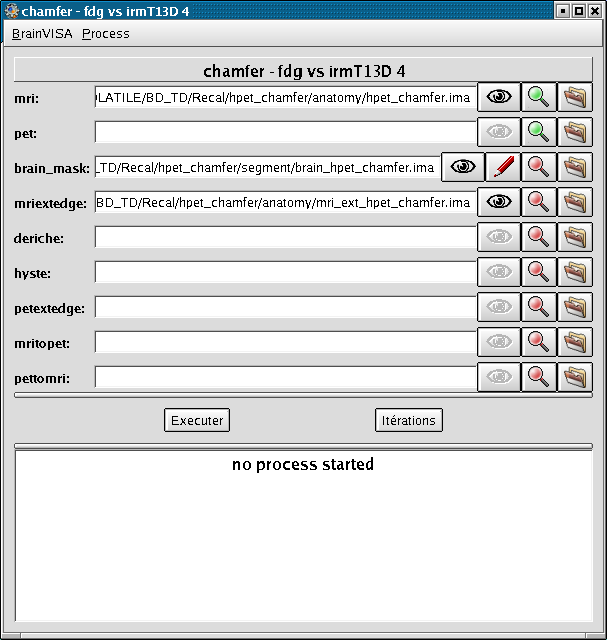 chamfer - fdg vs irmT13D 4
BrainVISA Process
chamfer - fdg vs irmT13D 4
mri: LATILE/BD_TD/Recal/hpet_chamfer/anatomy/hpet_chamfer.ima
pet:
brain_mask: _TD/Recal/hpet_chamfer/segment/brain_hpet_chamfer.ima
mriextedge: BD_TD/Recal/hpet_chamfer/anatomy/mri_ext_hpet_chamfer.ima
deriche:
hyste:
petextedge:
mritopet:
pettomri:
Executer Itérations
no process started